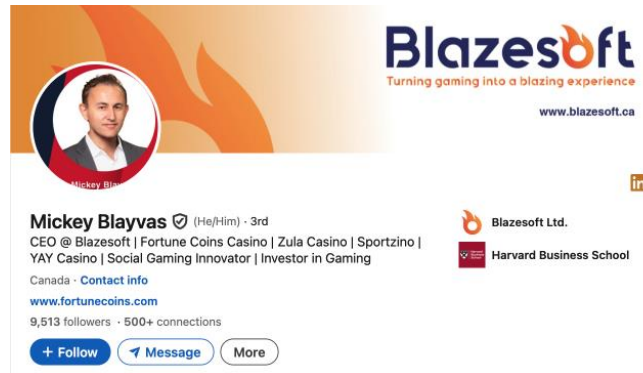 Blazesoft
Turning gaming into a blazing experience
www.blazesoft.ca
Mickey Blayvas (He/Him) · 3rd
CEO @ Blazesoft | Fortune Coins Casino | Zula Casino | Sportzino |
YAY Casino | Social Gaming Innovator | Investor in Gaming
Canada · Contact info
www.fortunecoins.com
9,513 followers · 500+ connections
+ Follow
Message
More
in
Blazesoft Ltd.
Harvard Business School